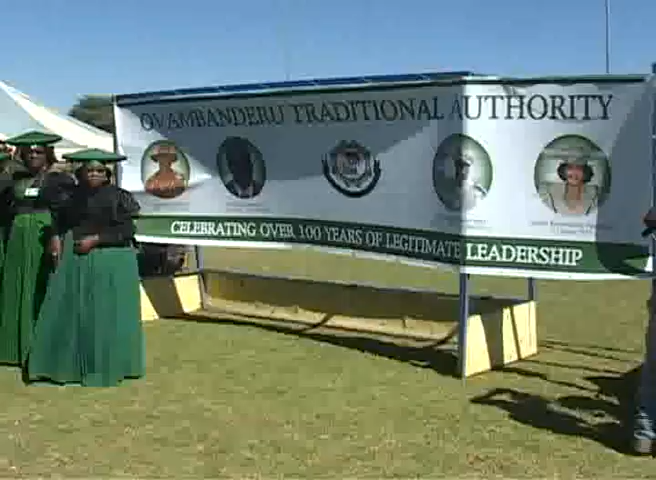 OVAMBANDERU TRADITIONAL AUTHORITY
CELEBRATING OVER 100 YEARS OF LEGITIMATE LEADERSHIP